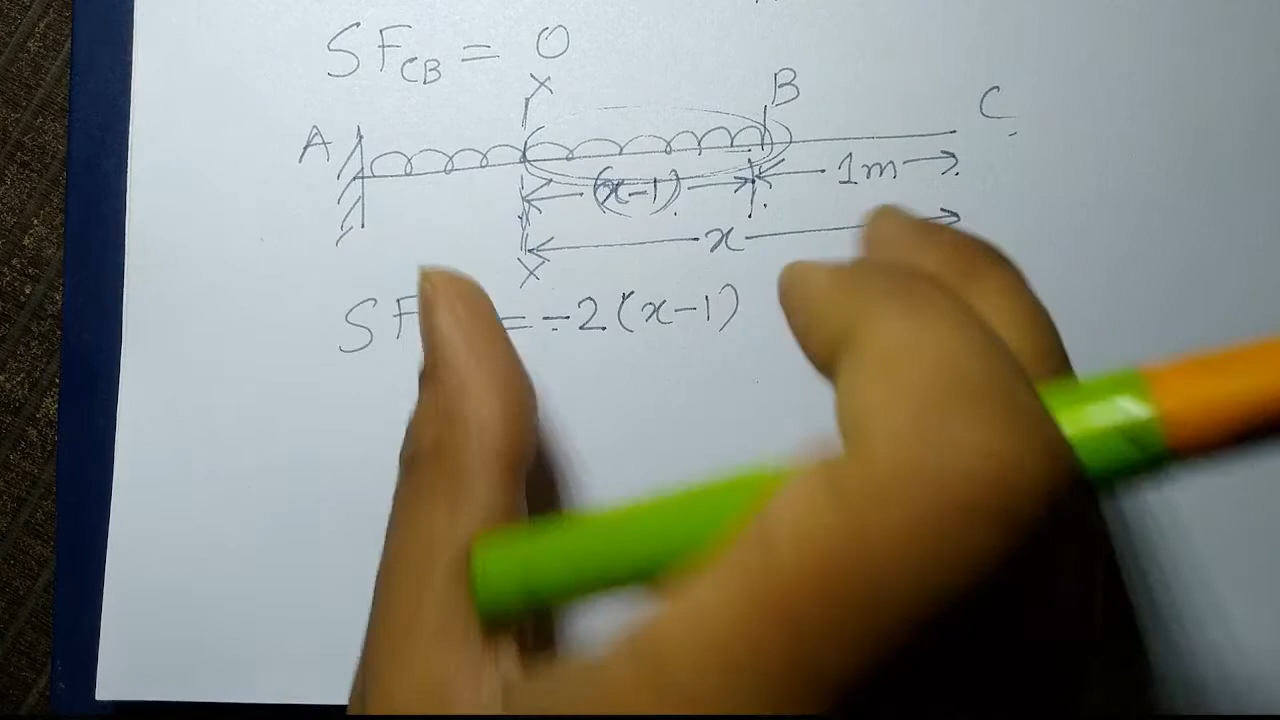 SF_CB = 0
X
B
C
A
(x-1)
1m
x
X
SF = -2(x-1)